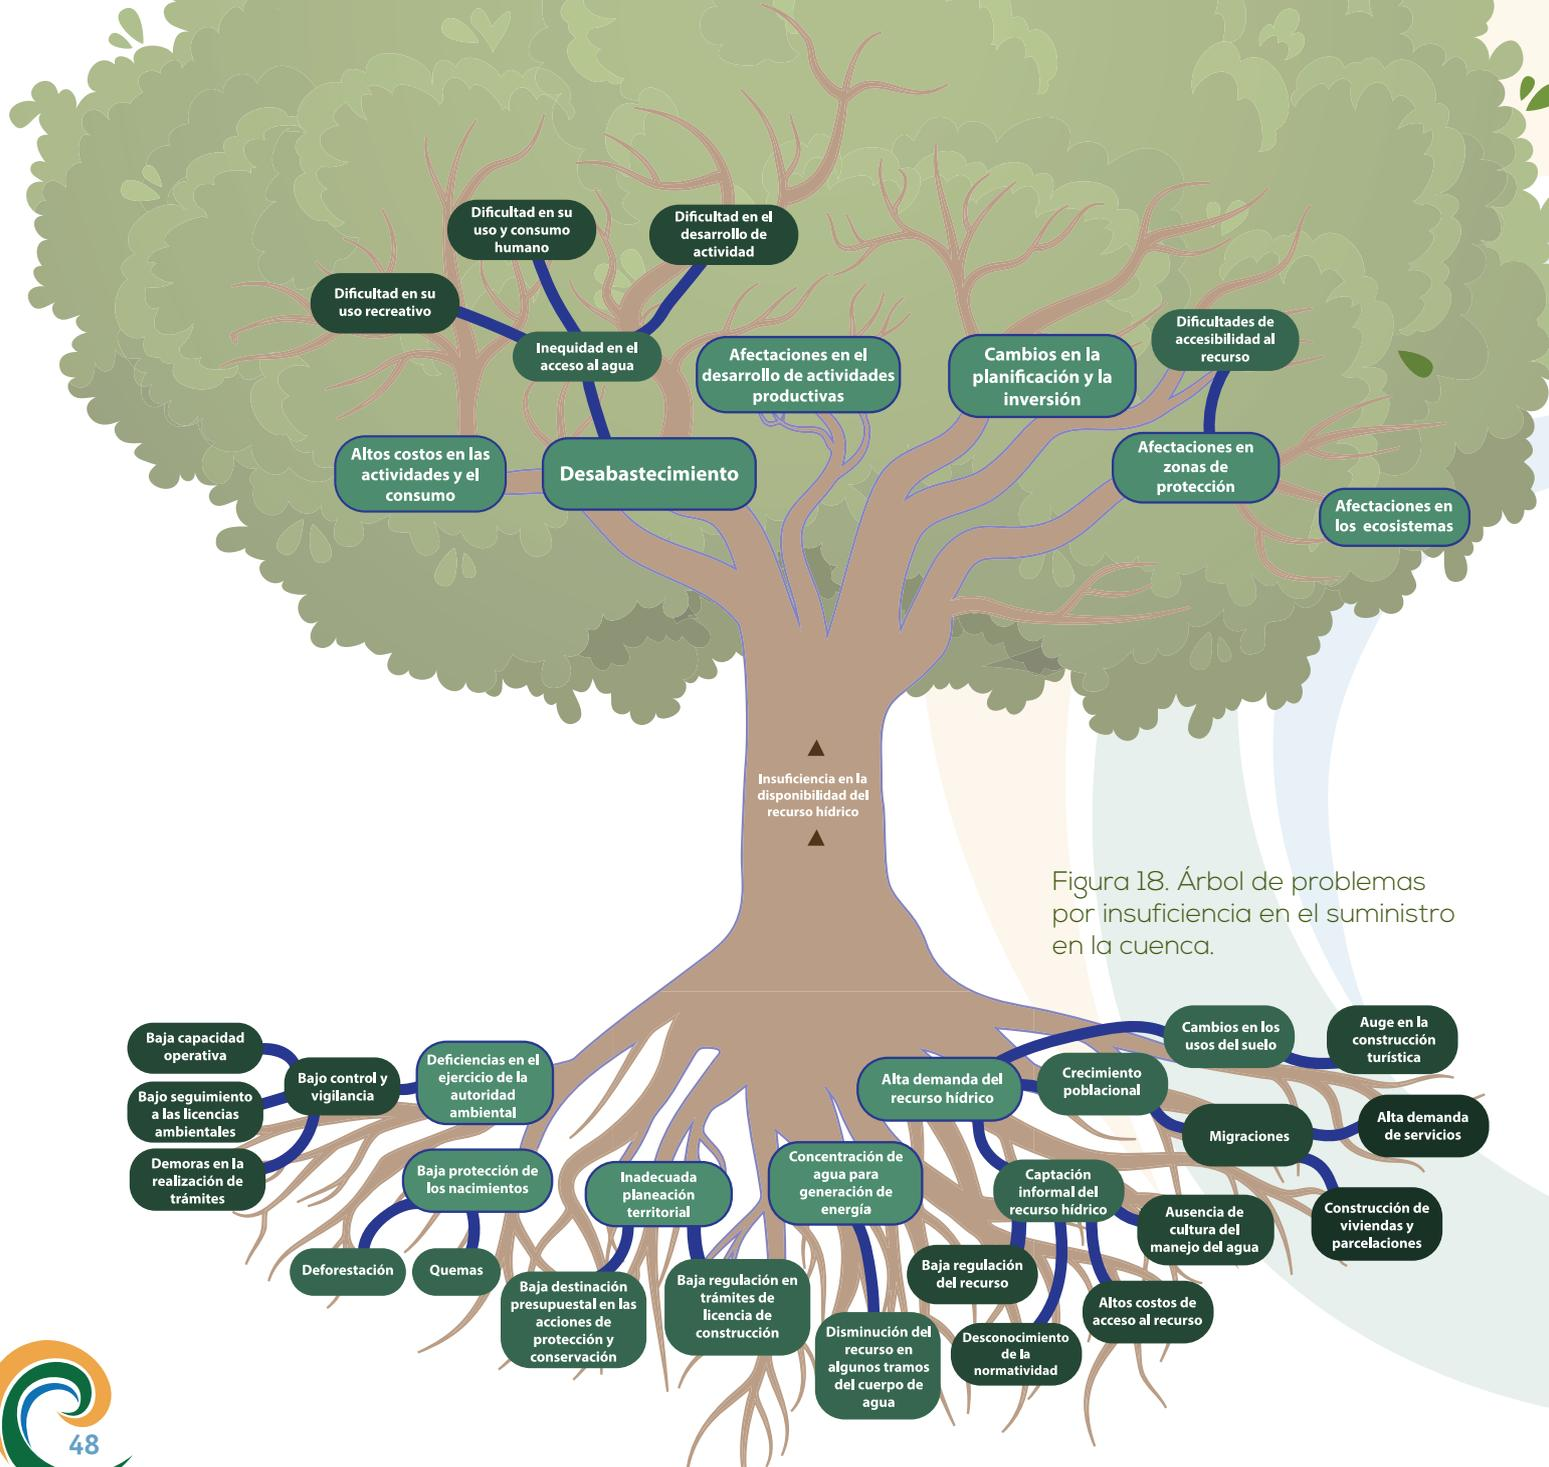 Dificultad en su
uso y consumo
humano
Dificultad en el
desarrollo de
actividad
Dificultad en su
uso recreativo
Inequidad en el
acceso al agua
Afectaciones en el
desarrollo de actividades
productivas
Cambios en la
planificación y la
inversión
Dificultades de
accesibilidad al
recurso
Altos costos en las
actividades y el
consumo
Desabastecimiento
Afectaciones en
zonas de
protección
Afectaciones en
los ecosistemas
Insuficiencia en la
disponibilidad del
recurso hídrico
Figura 18. Árbol de problemas
por insuficiencia en el suministro
en la cuenca.
Baja capacidad
operativa
Bajo seguimiento
a las licencias
ambientales
Demoras en la
realización de
trámites
Bajo control y
vigilancia
Deficiencias en el
ejercicio de la
autoridad
ambiental
Baja protección de
los nacimientos
Deforestación
Quemas
Inadecuada
planeación
territorial
Baja destinación
presupuestal en las
acciones de
protección y
conservación
Baja regulación en
trámites de
licencia de
construcción
Concentración de
agua para
generación de
energía
Disminución del
recurso en
algunos tramos
del cuerpo de
agua
Alta demanda del
recurso hídrico
Cambios en los
usos del suelo
Auge en la
construcción
turística
Crecimiento
poblacional
Migraciones
Alta demanda
de servicios
Construcción de
viviendas y
parcelaciones
Captación
informal del
recurso hídrico
Ausencia de
cultura del
manejo del agua
Baja regulación
del recurso
Desconocimiento
de la
normatividad
Altos costos de
acceso al recurso
48